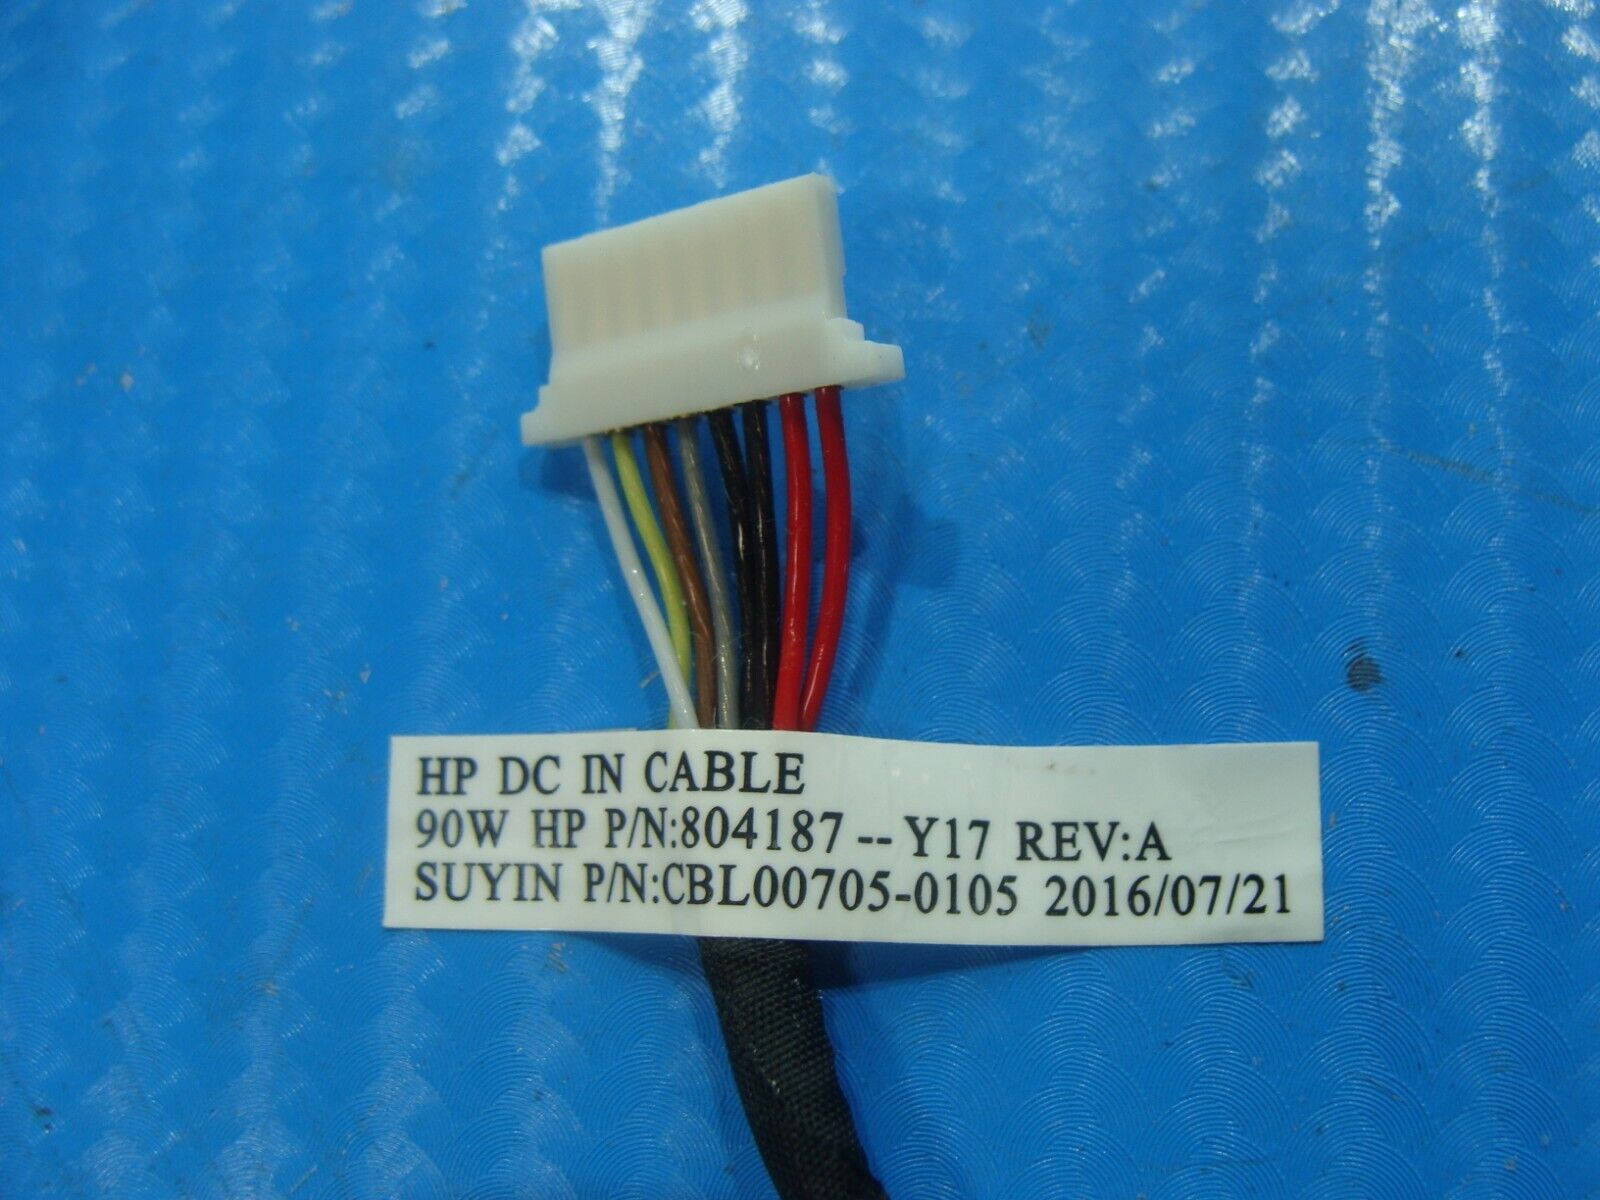 HP DC IN CABLE
90W HP P/N:804187--Y17 REV:A
SUYIN P/N:CBL00705-0105 2016/07/21